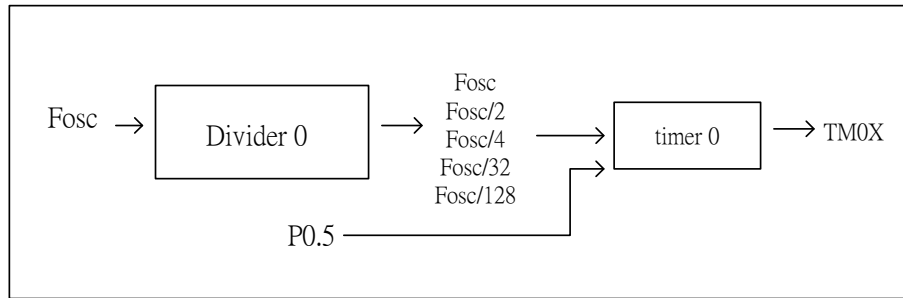 Fosc
Divider 0
Fosc
Fosc/2
Fosc/4
Fosc/32
Fosc/128
timer 0
TM0X
P0.5